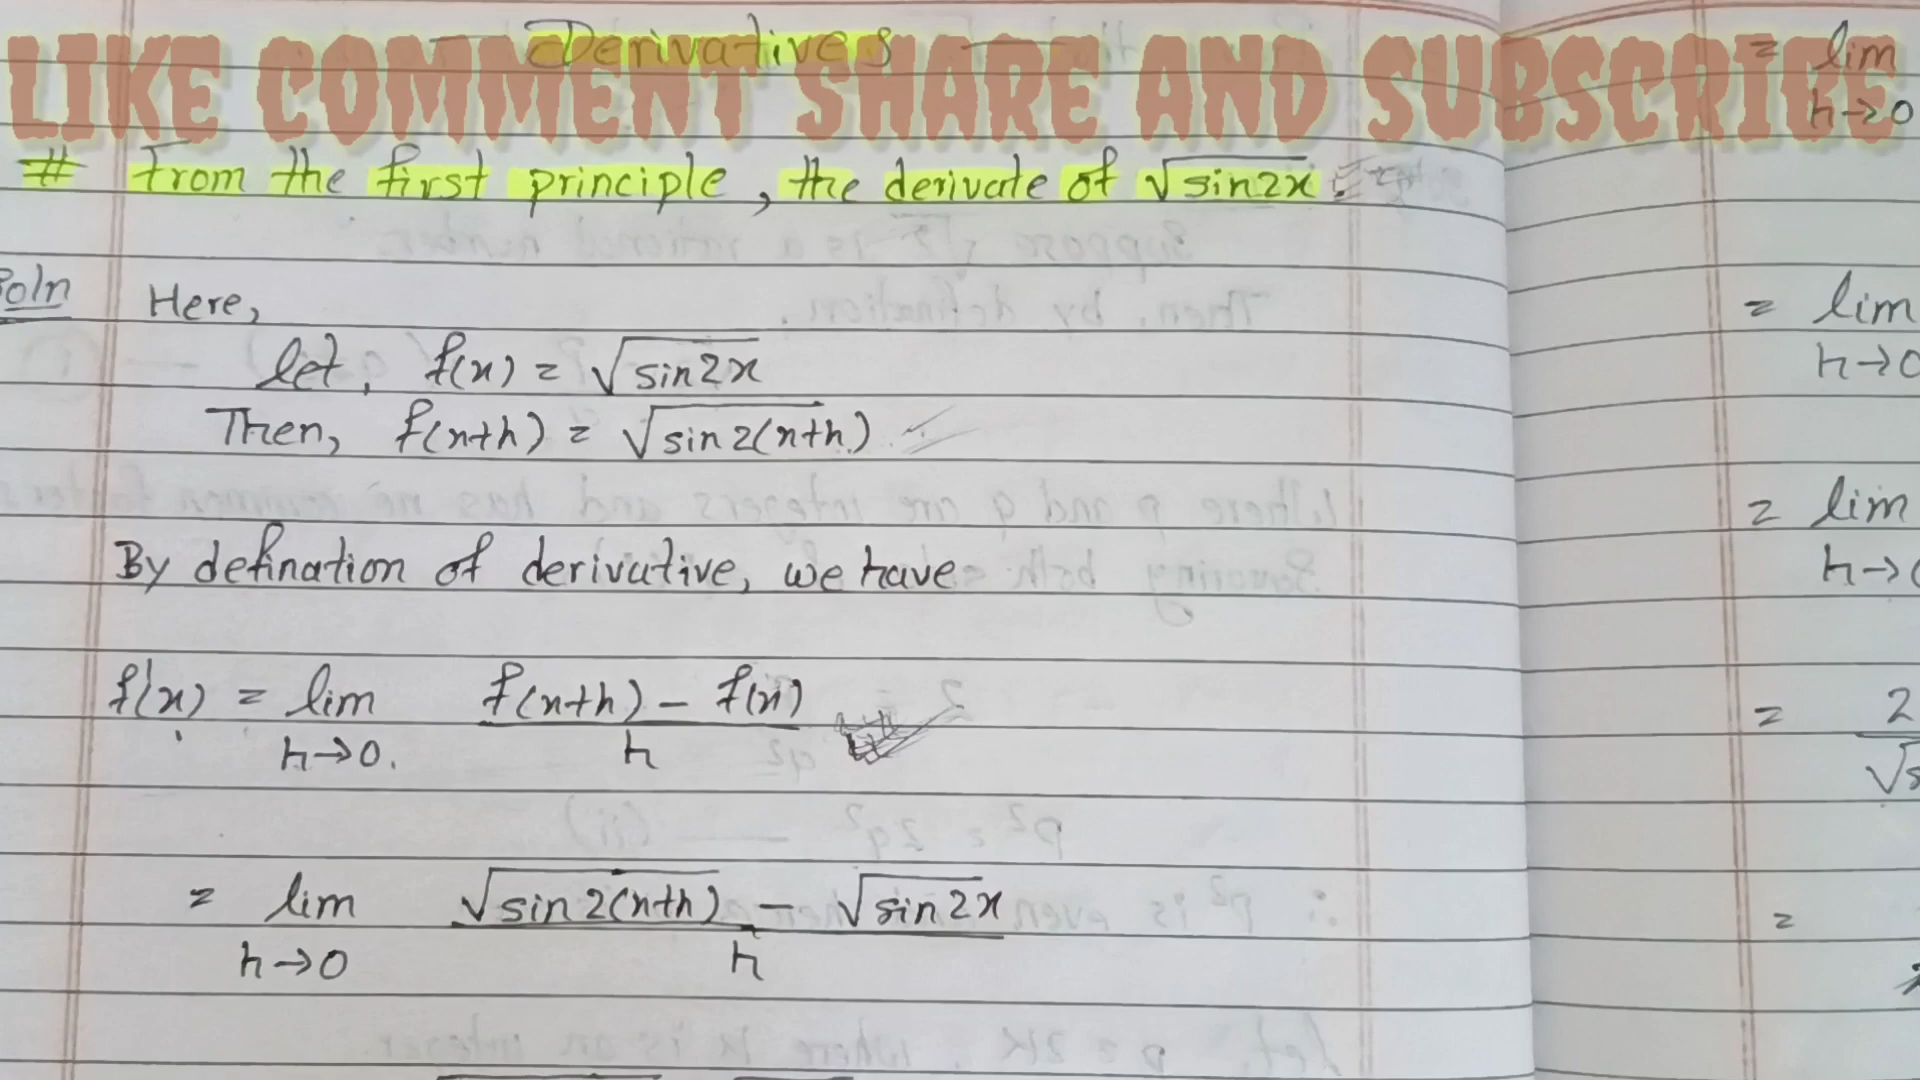 Derivatives
LIKE COMMENT SHARE AND SUBSCRIBE
# From the first principle, the derivate of √sin2x
Soln Here,
let, f(x) = √sin2x
Then, f(x+h) = √sin2(x+h)
By defination of derivative, we have
f'(x) = lim f(x+h) - f(x)
h→0. h
= lim √sin2(x+h) - √sin2x
h→0 h
= lim
h→0
= lim
h→0
= lim
h→0
= 2
√s
=